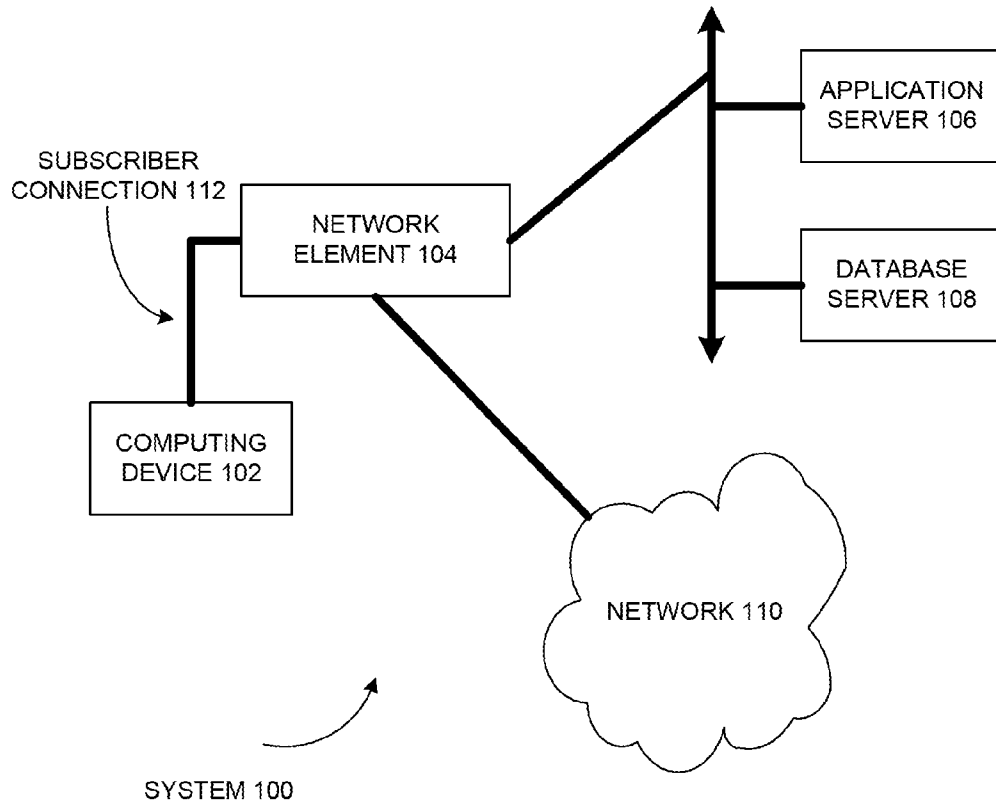 APPLICATION
SERVER 106
SUBSCRIBER
CONNECTION 112
NETWORK
ELEMENT 104
DATABASE
SERVER 108
COMPUTING
DEVICE 102
NETWORK 110
SYSTEM 100